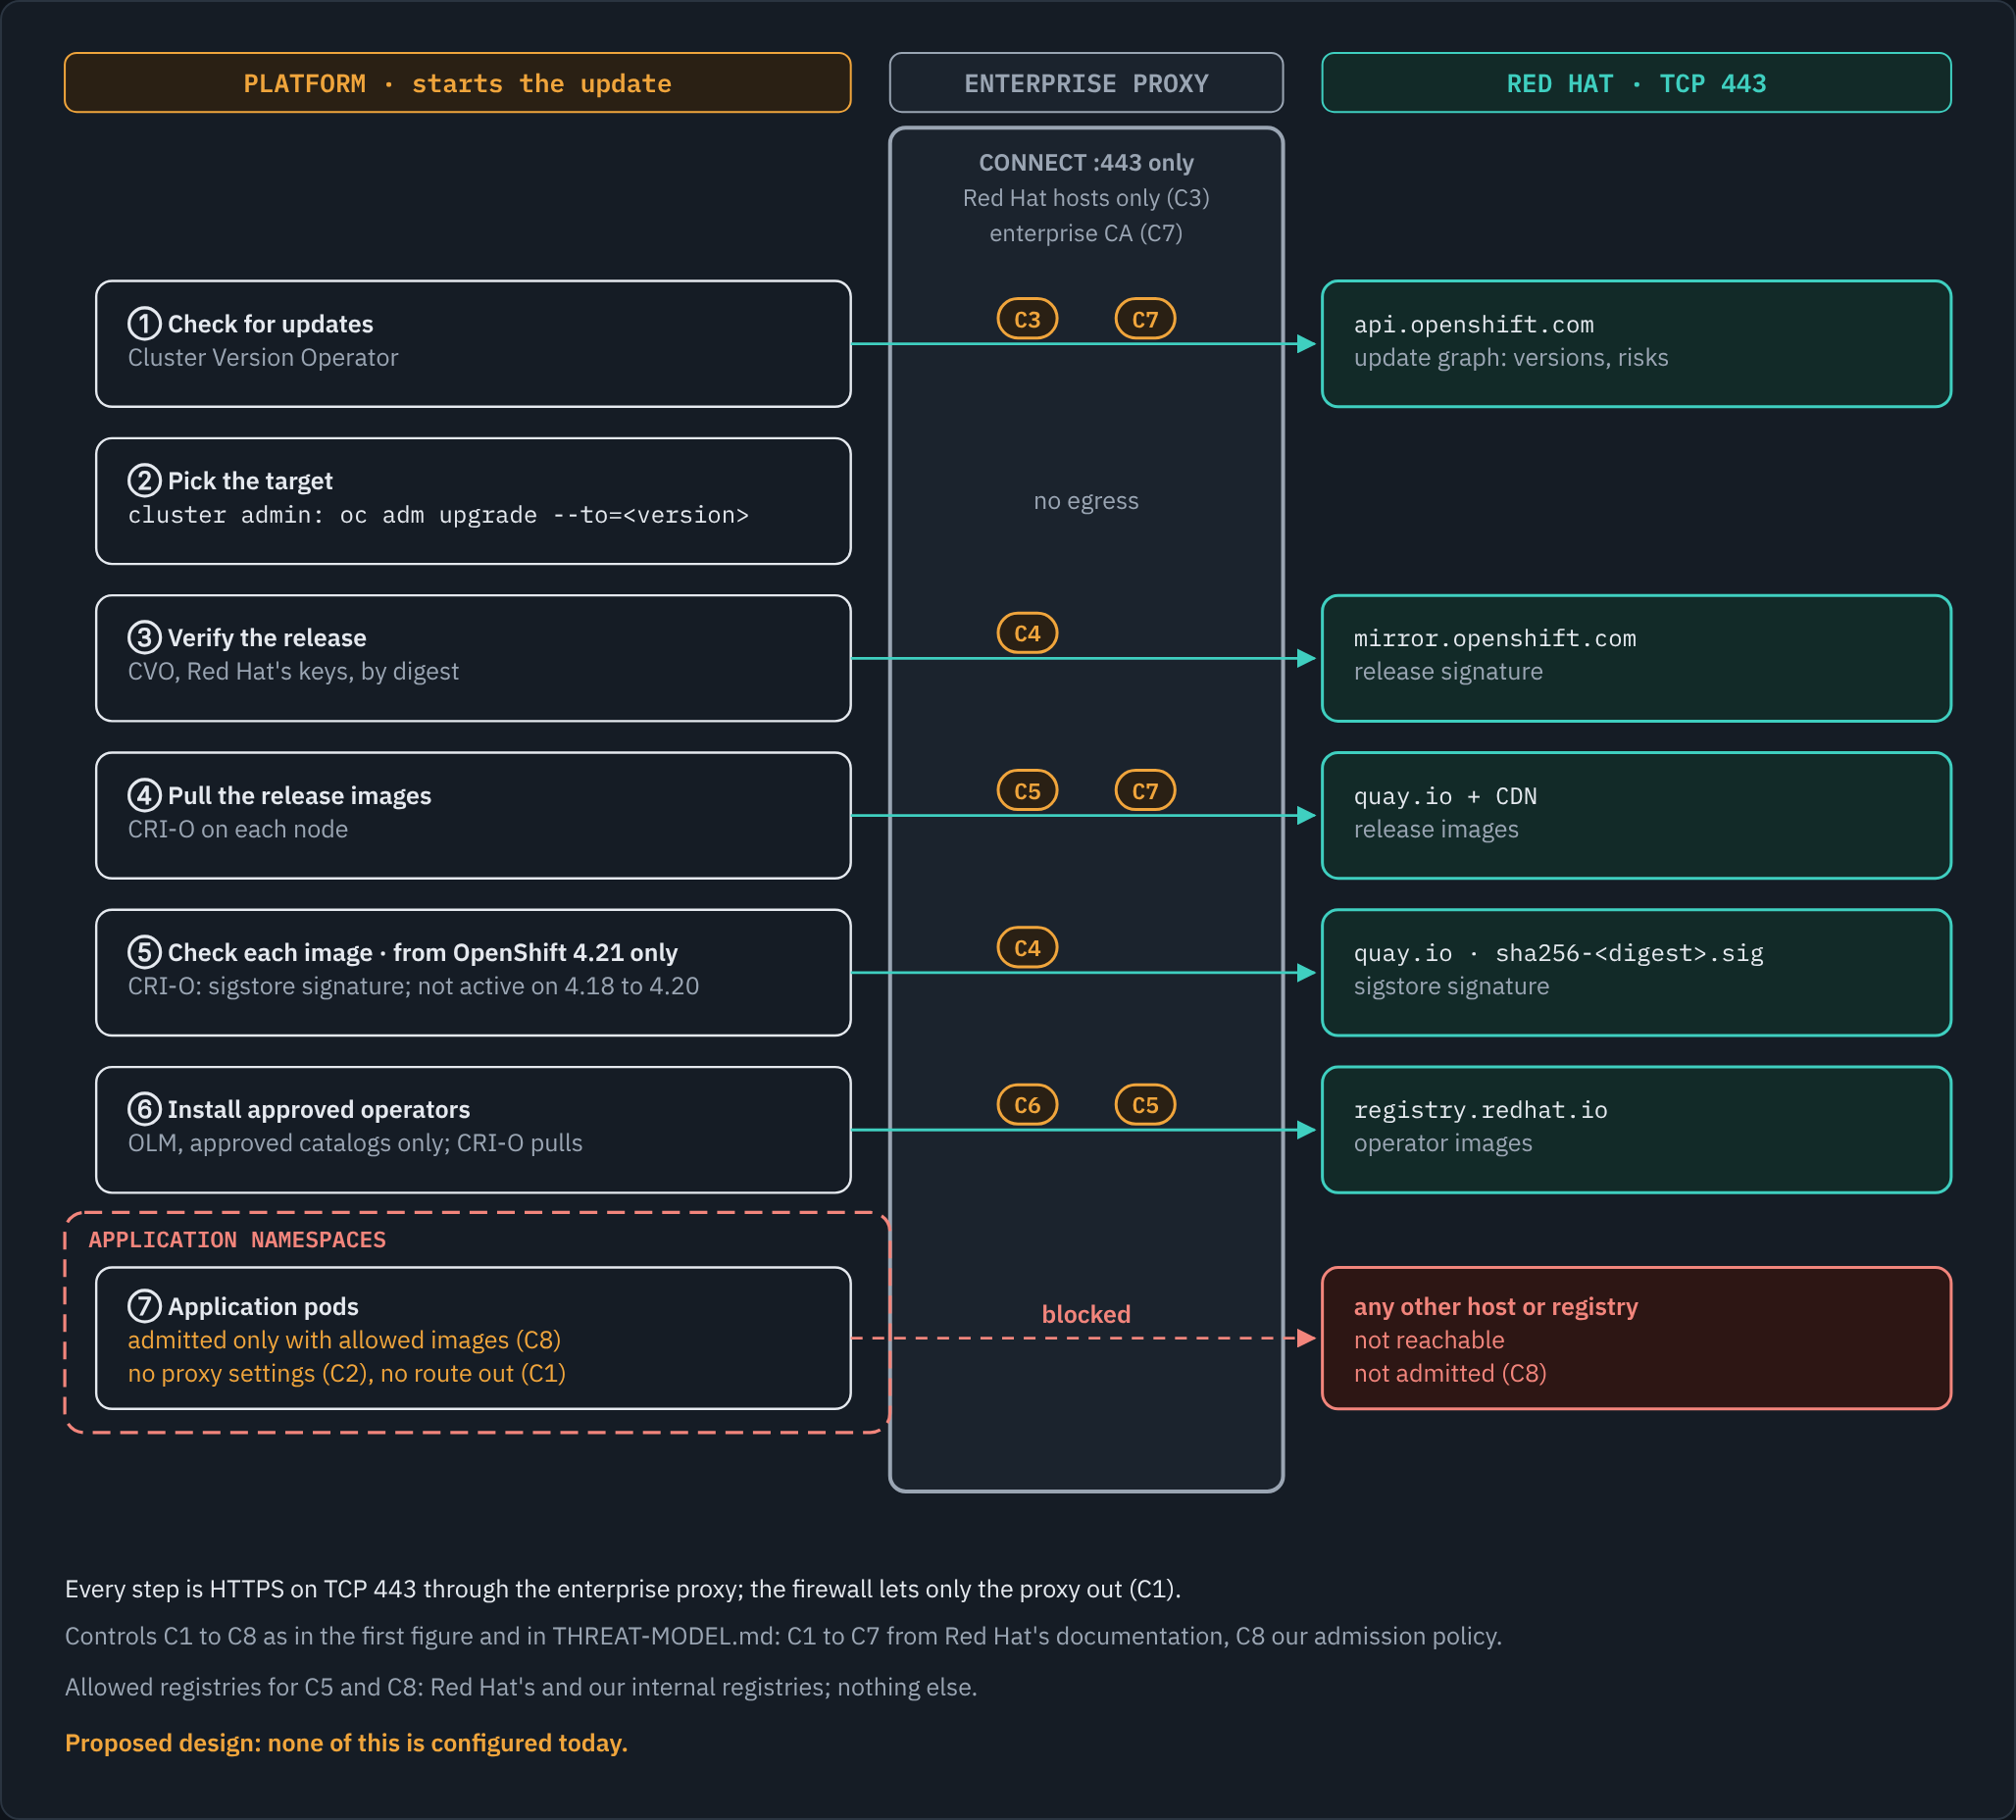 PLATFORM · starts the update
ENTERPRISE PROXY
RED HAT · TCP 443
CONNECT :443 only
Red Hat hosts only (C3)
enterprise CA (C7)
① Check for updates
Cluster Version Operator
C3
C7
api.openshift.com
update graph: versions, risks
② Pick the target
cluster admin: oc adm upgrade --to=<version>
no egress
③ Verify the release
CVO, Red Hat's keys, by digest
C4
mirror.openshift.com
release signature
④ Pull the release images
CRI-O on each node
C5
C7
quay.io + CDN
release images
⑤ Check each image · from OpenShift 4.21 only
CRI-O: sigstore signature; not active on 4.18 to 4.20
C4
quay.io · sha256-<digest>.sig
sigstore signature
⑥ Install approved operators
OLM, approved catalogs only; CRI-O pulls
C6
C5
registry.redhat.io
operator images
APPLICATION NAMESPACES
⑦ Application pods
admitted only with allowed images (C8)
no proxy settings (C2), no route out (C1)
blocked
any other host or registry
not reachable
not admitted (C8)
Every step is HTTPS on TCP 443 through the enterprise proxy; the firewall lets only the proxy out (C1).
Controls C1 to C8 as in the first figure and in THREAT-MODEL.md: C1 to C7 from Red Hat's documentation, C8 our admission policy.
Allowed registries for C5 and C8: Red Hat's and our internal registries; nothing else.
Proposed design: none of this is configured today.